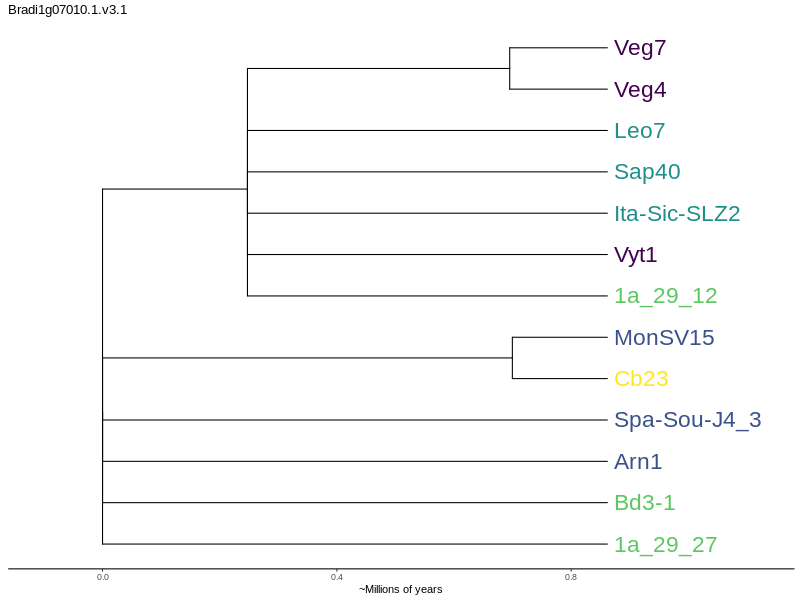 Bradi1g07010.1.v3.1
Veg7
Veg4
Leo7
Sap40
Ita-Sic-SLZ2
Vyt1
1a_29_12
MonSV15
Cb23
Spa-Sou-J4_3
Arn1
Bd3-1
1a_29_27
0.0 0.4 0.8
~Millions of years